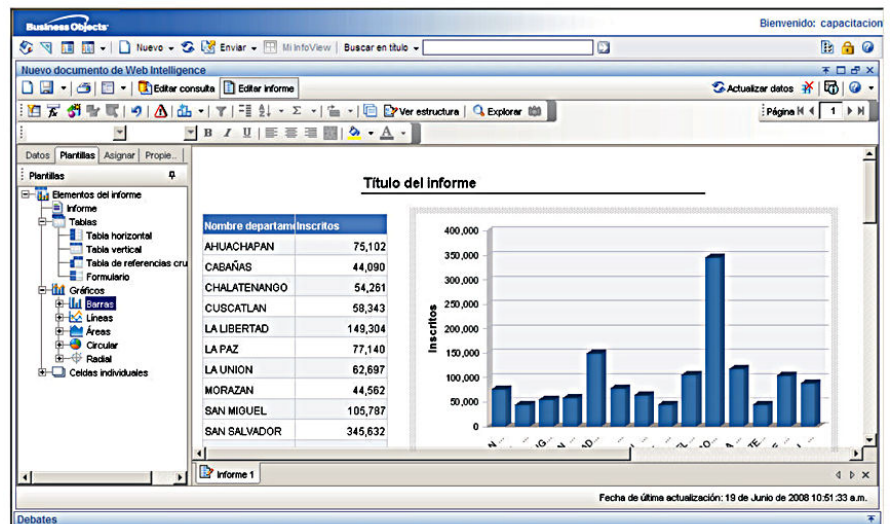 Business Objects
Bienvenido: capacitacion
Nuevo Enviar Mi InfoView Buscar en título
Nuevo documento de Web Intelligence
Editar consulta Editar informe Actualizar datos
Ver estructura Explorar Página 1
B I U A
Datos Plantillas Asignar Propie...
Plantillas
Elementos del informe
Informe
Tablas
Tabla horizontal
Tabla vertical
Tabla de referencias cru
Formulario
Gráficos
Barras
Líneas
Áreas
Circular
Radial
Celdas individuales
Título del informe
Nombre departam Inscritos
AHUACHAPAN 75,102
CABAÑAS 44,090
CHALATENANGO 54,261
CUSCATLAN 58,343
LA LIBERTAD 149,304
LA PAZ 77,140
LA UNION 62,697
MORAZAN 44,562
SAN MIGUEL 105,787
SAN SALVADOR 345,632
Inscritos
400,000
350,000
300,000
250,000
200,000
150,000
100,000
50,000
0
Informe 1
Fecha de última actualización: 19 de Junio de 2008 10:51:33 a.m.
Debates